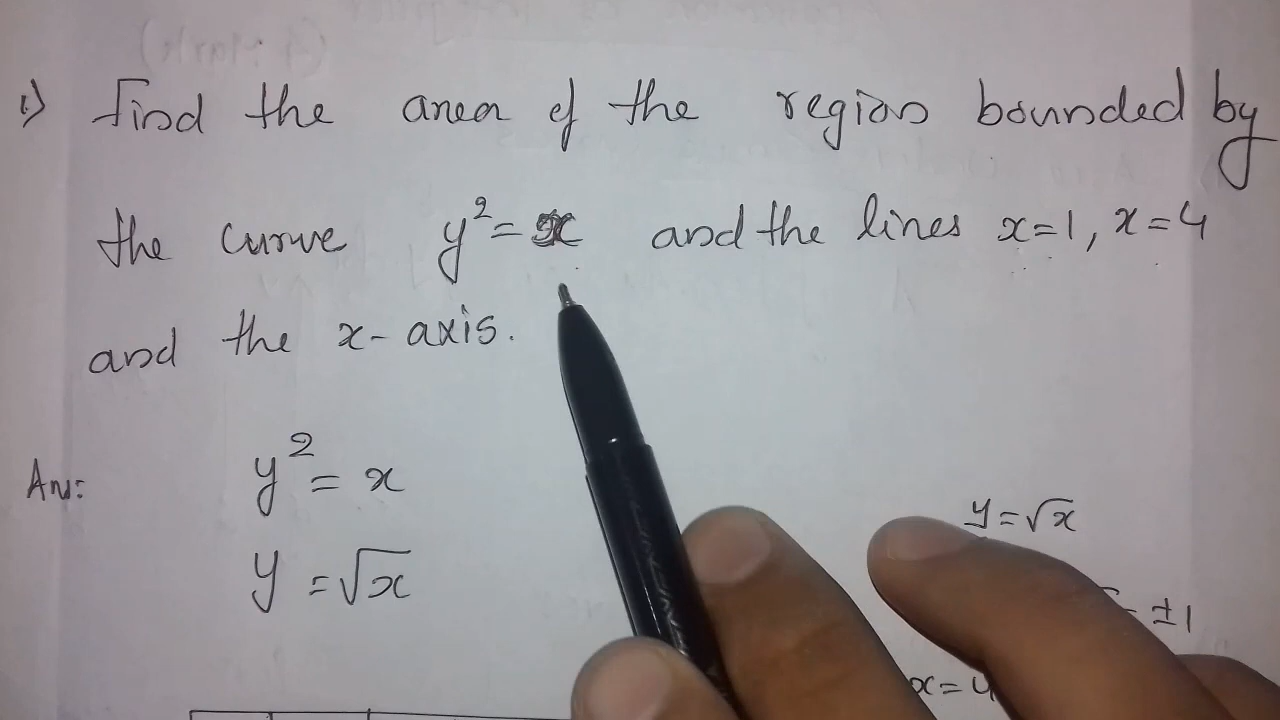 1) Find the area of the region bounded by
the curve y² = x and the lines x=1, x=4
and the x-axis.
Ans: y² = x
y = √x
y = √x
= ±1
x = 4